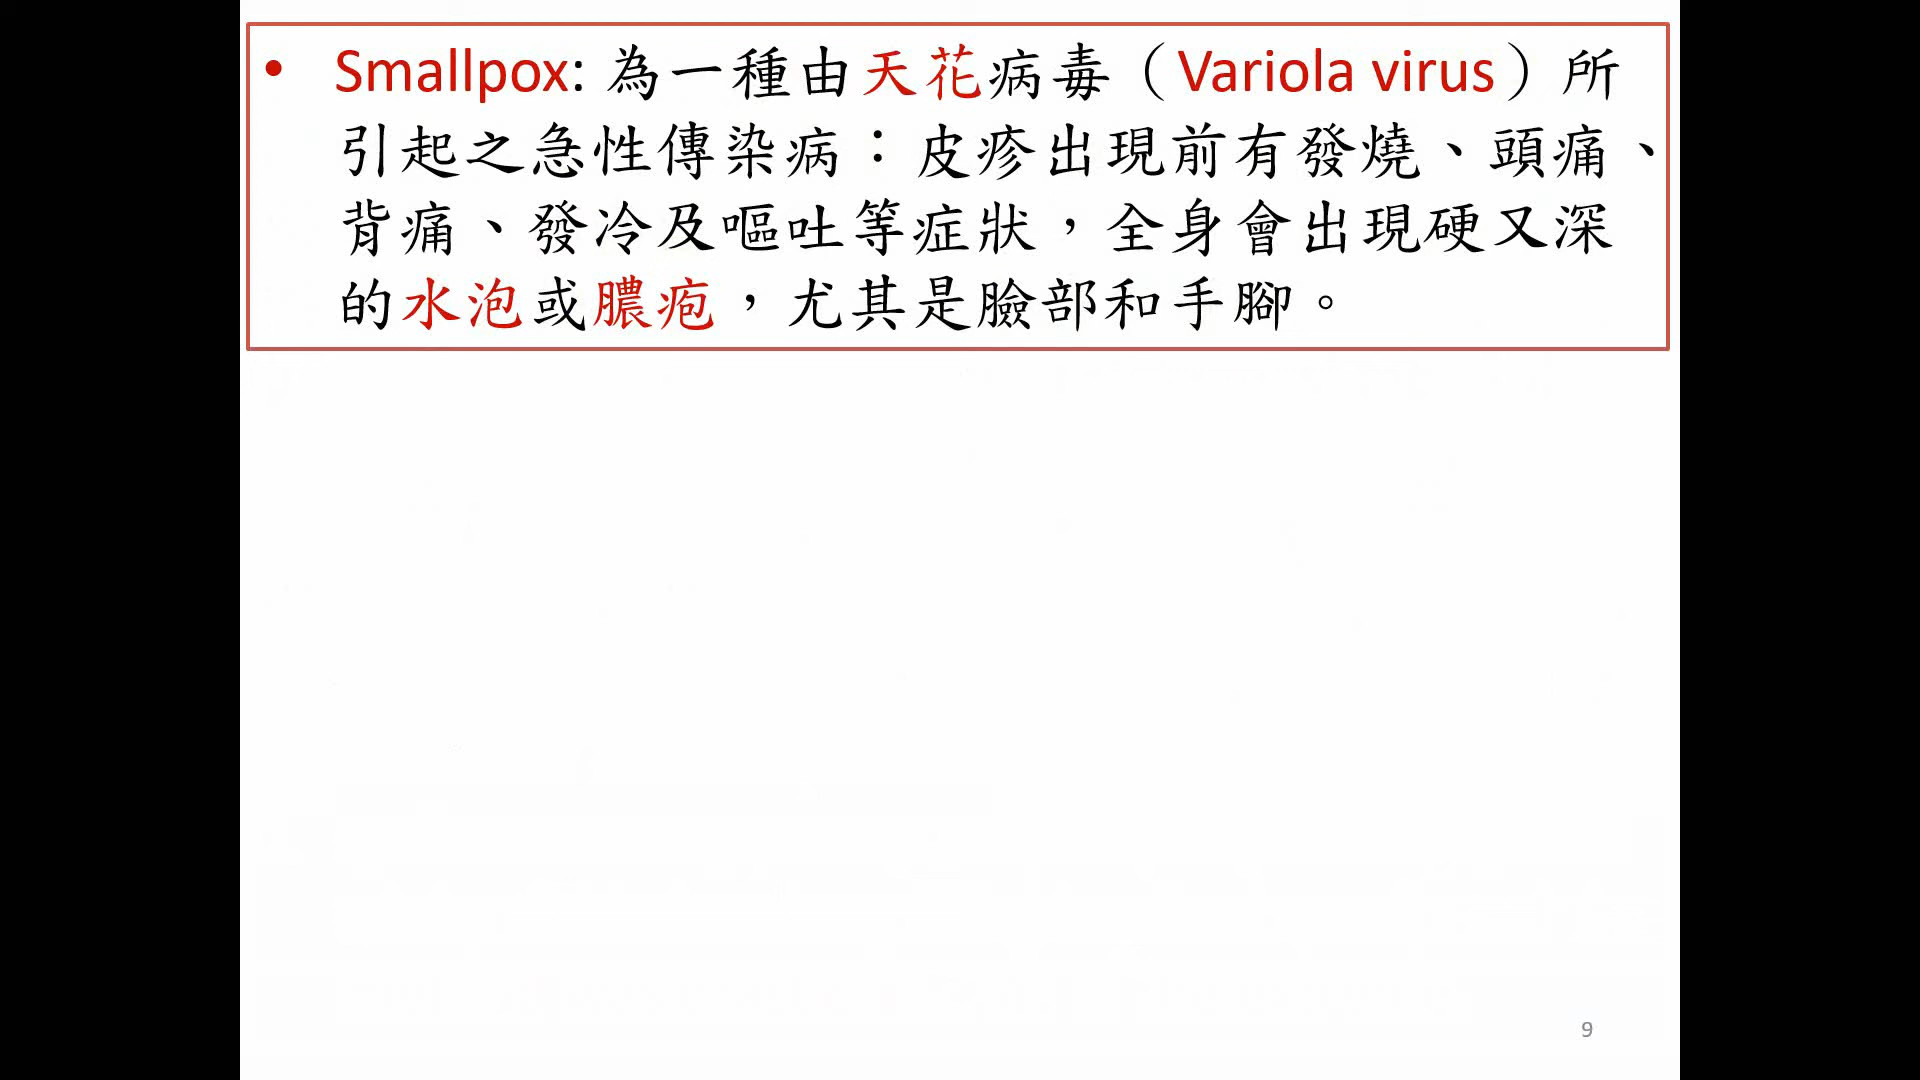 • Smallpox: 為一種由天花病毒（Variola virus）所
引起之急性傳染病：皮疹出現前有發燒、頭痛、
背痛、發冷及嘔吐等症狀，全身會出現硬又深
的水泡或膿疱，尤其是臉部和手腳。
9